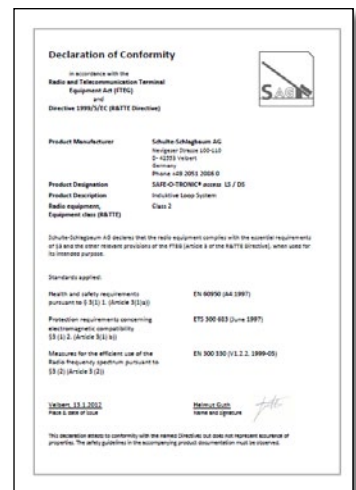 Declaration of Conformity
SAG
in accordance with the
Radio and Telecommunication Terminal
Equipment Act (FTEG)
and
Directive 1999/5/EC (R&TTE Directive)
Product Manufacturer
Schulte-Schlagbaum AG
Nevigeser Strasse 100-110
D- 42553 Velbert
Germany
Phone +49 2051 2086 0
Product Designation
SAFE-O-TRONIC® access LS / DS
Product Description
Induktive Loop System
Radio equipment,
Equipment class (R&TTE)
Class 2
Schulte-Schlagbaum AG declares that the radio equipment complies with the essential requirements
of §3 and the other relevant provisions of the FTEG (Article 3 of the R&TTE Directive), when used for
its intended purpose.
Standards applied:
Health and safety requirements
pursuant to § 3(1) 1. (Article 3(1)a))
EN 60950 (A4 1997)
Protection requirements concerning
electromagnetic compatibility
§3 (1) 2. (Article 3(1) b))
ETS 300 683 (June 1997)
Measures for the efficient use of the
Radio frequency spectrum pursuant to
§3 (2) (Article 3 (2))
EN 300 330 (V1.2.2, 1999-05)
Velbert, 13.1.2012
Place & date of issue
Helmut Guth
Name and signature
This declaration attests to conformity with the named Directives but does not represent assurance of
properties. The safety guidelines in the accompanying product documentation must be observed.